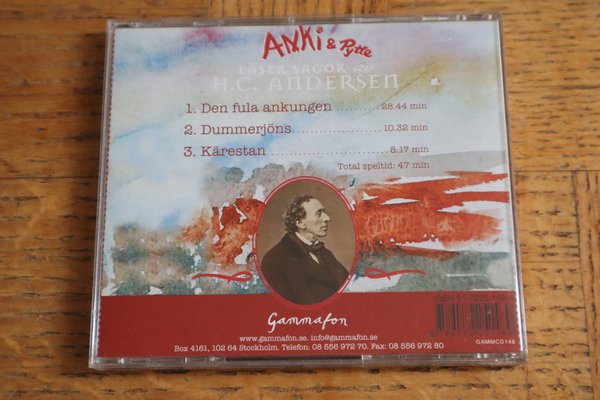 ANKi & Pytte
LÄSER SAGOR av
H.C. ANDERSEN
1. Den fula ankungen ........... 28.44 min
2. Dummerjöns ...................... 10.32 min
3. Kärestan ............................ 8.17 min
Total speltid: 47 min
Gammafon
www.gammafon.se, info@gammafon.se
Box 4161, 102 64 Stockholm. Telefon: 08 556 972 70. Fax: 08 556 972 80
GAMMCD148